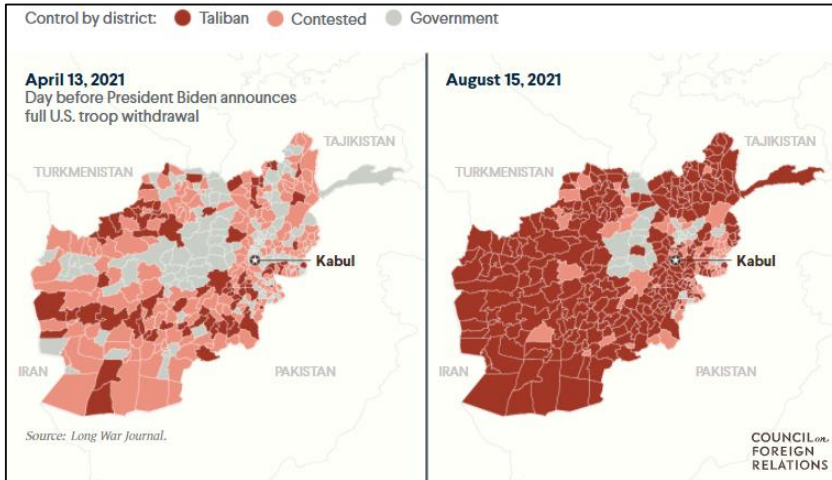 Control by district: Taliban Contested Government
April 13, 2021
Day before President Biden announces
full U.S. troop withdrawal
TURKMENISTAN
TAJIKISTAN
Kabul
IRAN
PAKISTAN
Source: Long War Journal.
August 15, 2021
TURKMENISTAN
TAJIKISTAN
Kabul
IRAN
PAKISTAN
COUNCIL on
FOREIGN
RELATIONS